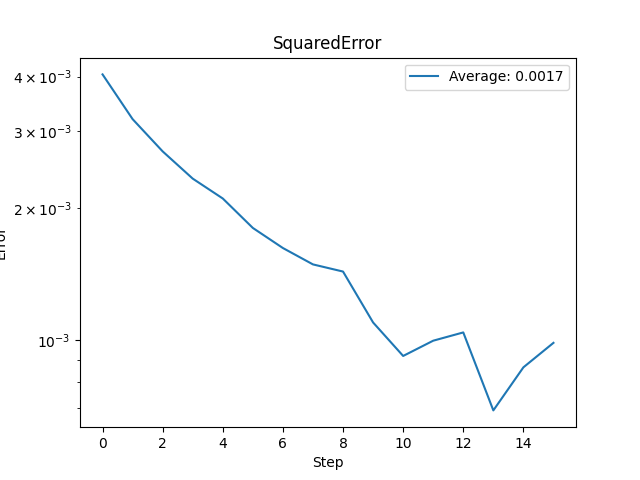 SquaredError
Average: 0.0017
4 × 10⁻³
3 × 10⁻³
2 × 10⁻³
10⁻³
Error
0 2 4 6 8 10 12 14
Step